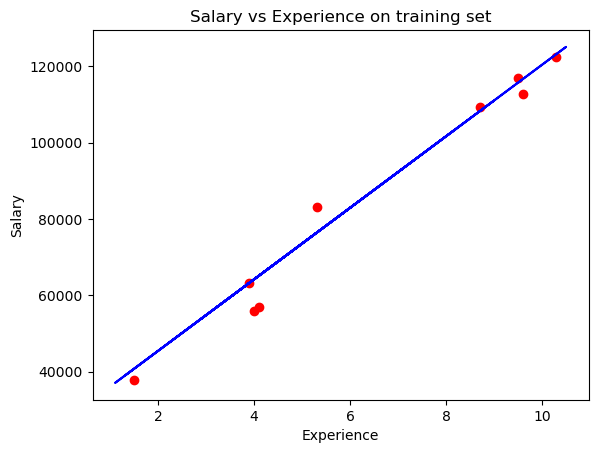 Salary vs Experience on training set
120000
100000
80000
60000
40000
Salary
2 4 6 8 10
Experience